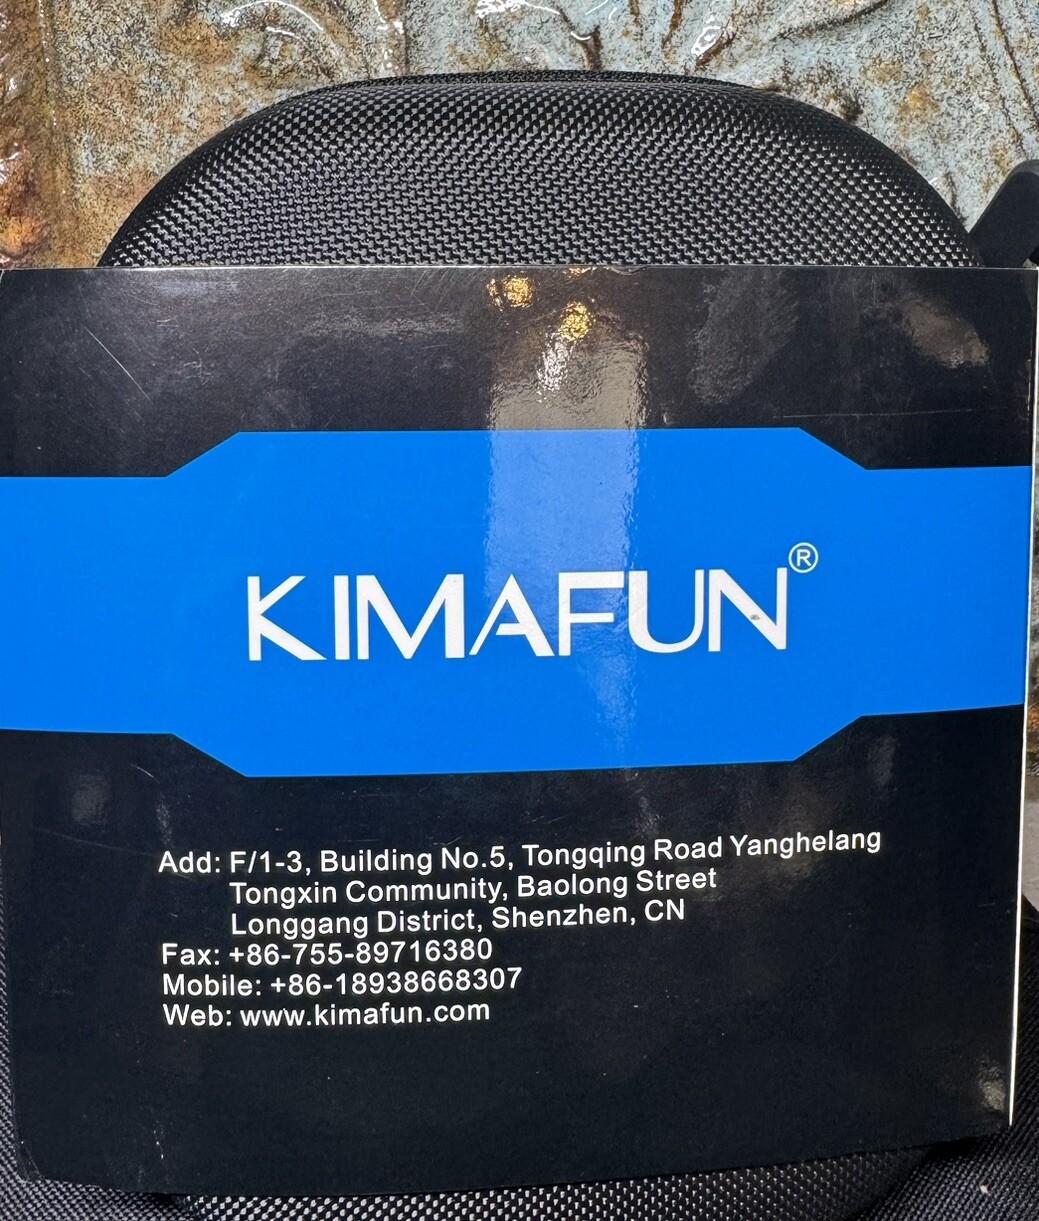 KIMAFUN®
Add: F/1-3, Building No.5, Tongqing Road Yanghelang
Tongxin Community, Baolong Street
Longgang District, Shenzhen, CN
Fax: +86-755-89716380
Mobile: +86-18938668307
Web: www.kimafun.com